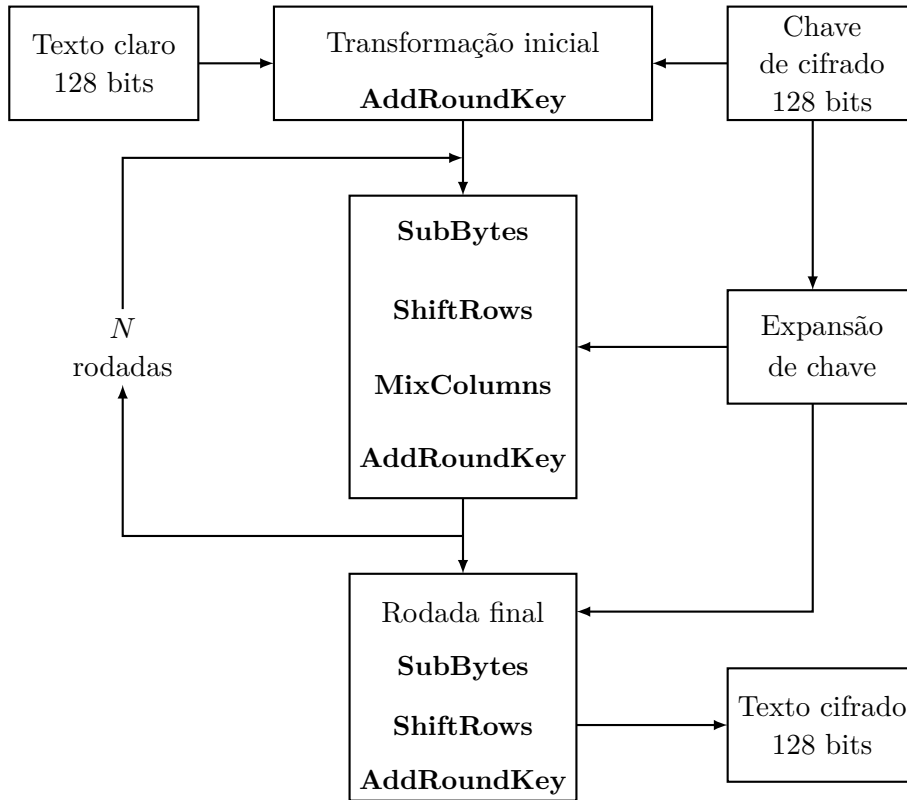 Texto claro
128 bits
Transformação inicial
AddRoundKey
Chave
de cifrado
128 bits
SubBytes
ShiftRows
MixColumns
AddRoundKey
N
rodadas
Expansão
de chave
Rodada final
SubBytes
ShiftRows
AddRoundKey
Texto cifrado
128 bits